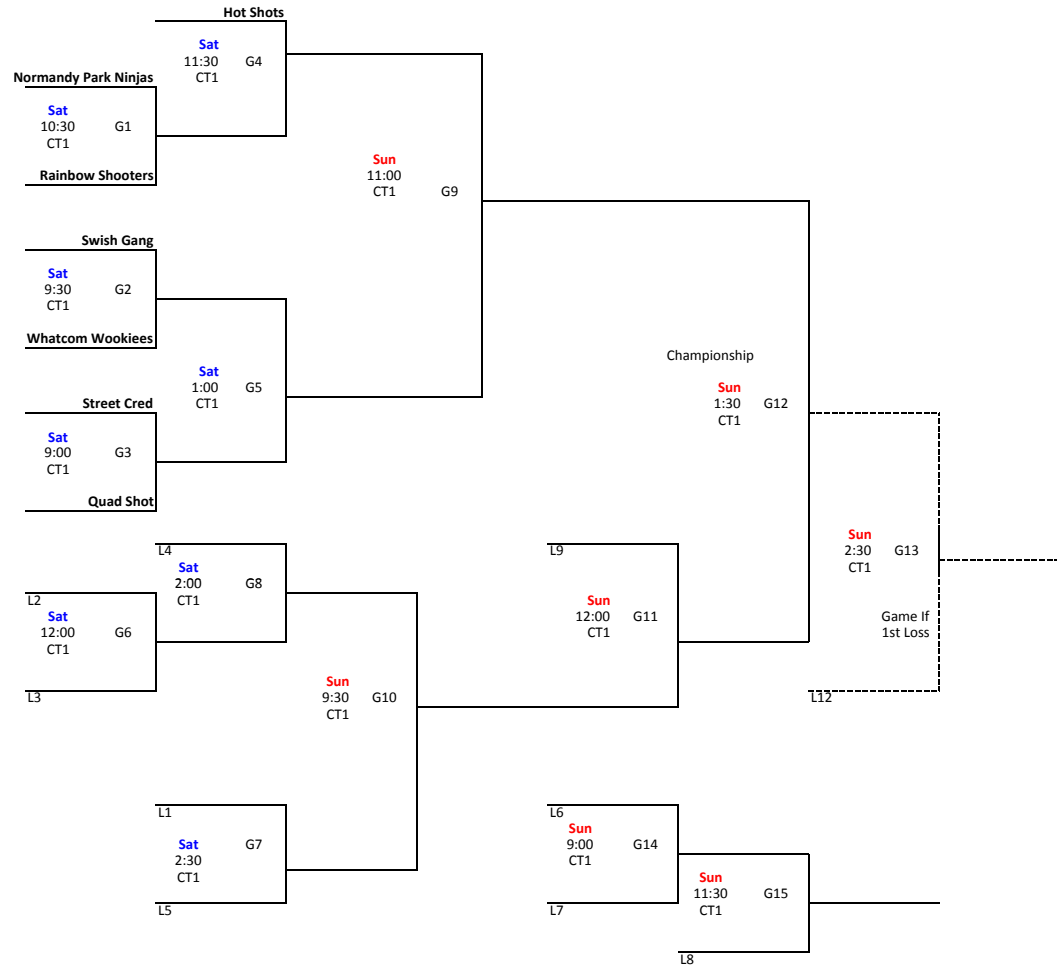 Hot Shots
Sat
11:30 G4
CT1
Normandy Park Ninjas
Sat
10:30 G1
CT1
Rainbow Shooters
Sun
11:00
CT1 G9
Swish Gang
Sat
9:30 G2
CT1
Whatcom Wookiees
Sat
1:00 G5
CT1
Street Cred
Sat
9:00 G3
CT1
Quad Shot
Championship
Sun
1:30 G12
CT1
L4
Sat
2:00 G8
CT1
L2
Sat
12:00 G6
CT1
L3
Sun
9:30 G10
CT1
L9
Sun
12:00 G11
CT1
Sun
2:30 G13
CT1
Game If
1st Loss
L12
L1
Sat G7
2:30
CT1
L5
L6
Sun
9:00 G14
CT1
L7
Sun
11:30 G15
CT1
L8